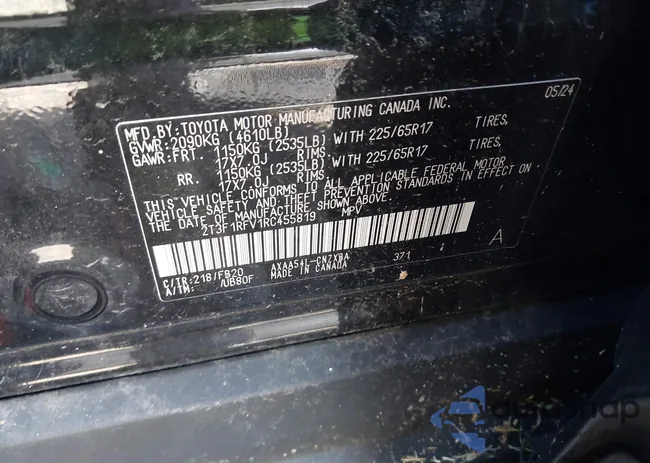 MFD.BY:TOYOTA MOTOR MANUFACTURING CANADA INC. 05/24
GVWR:2090KG (4610LB)
GAWR:FRT. 1150KG (2535LB) WITH 225/65R17 TIRES,
17X7.0J RIMS
RR. 1150KG (2535LB) WITH 225/65R17 TIRES,
17X7.0J RIMS
THIS VEHICLE CONFORMS TO ALL APPLICABLE FEDERAL MOTOR
VEHICLE SAFETY AND THEFT PREVENTION STANDARDS IN EFFECT ON
THE DATE OF MANUFACTURE SHOWN ABOVE.
2T3F1RFV1RC455819 MPV
A
C/TR:218/FB20 AXAA54L-CNZXBA 371
A/TM: /UB80F MADE IN CANADA